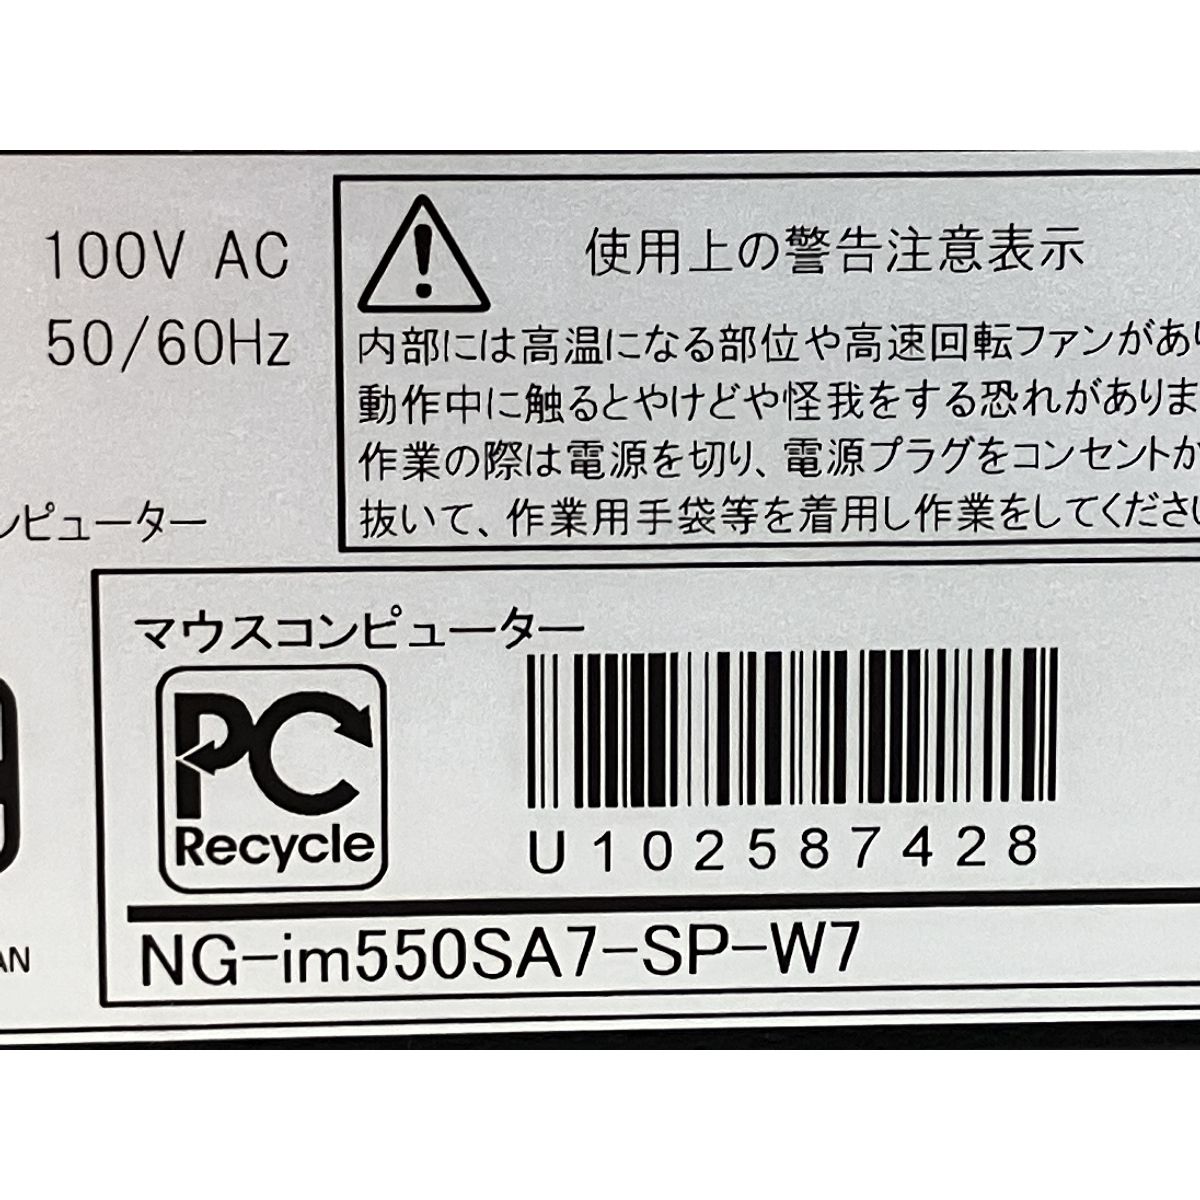 100V AC
50/60Hz
ンピューター
使用上の警告注意表示
内部には高温になる部位や高速回転ファンがあり
動作中に触るとやけどや怪我をする恐れがありま
作業の際は電源を切り、電源プラグをコンセントか
抜いて、作業用手袋等を着用し作業をしてくださ
マウスコンピューター
PC
Recycle
U102587428
NG-im550SA7-SP-W7
AN